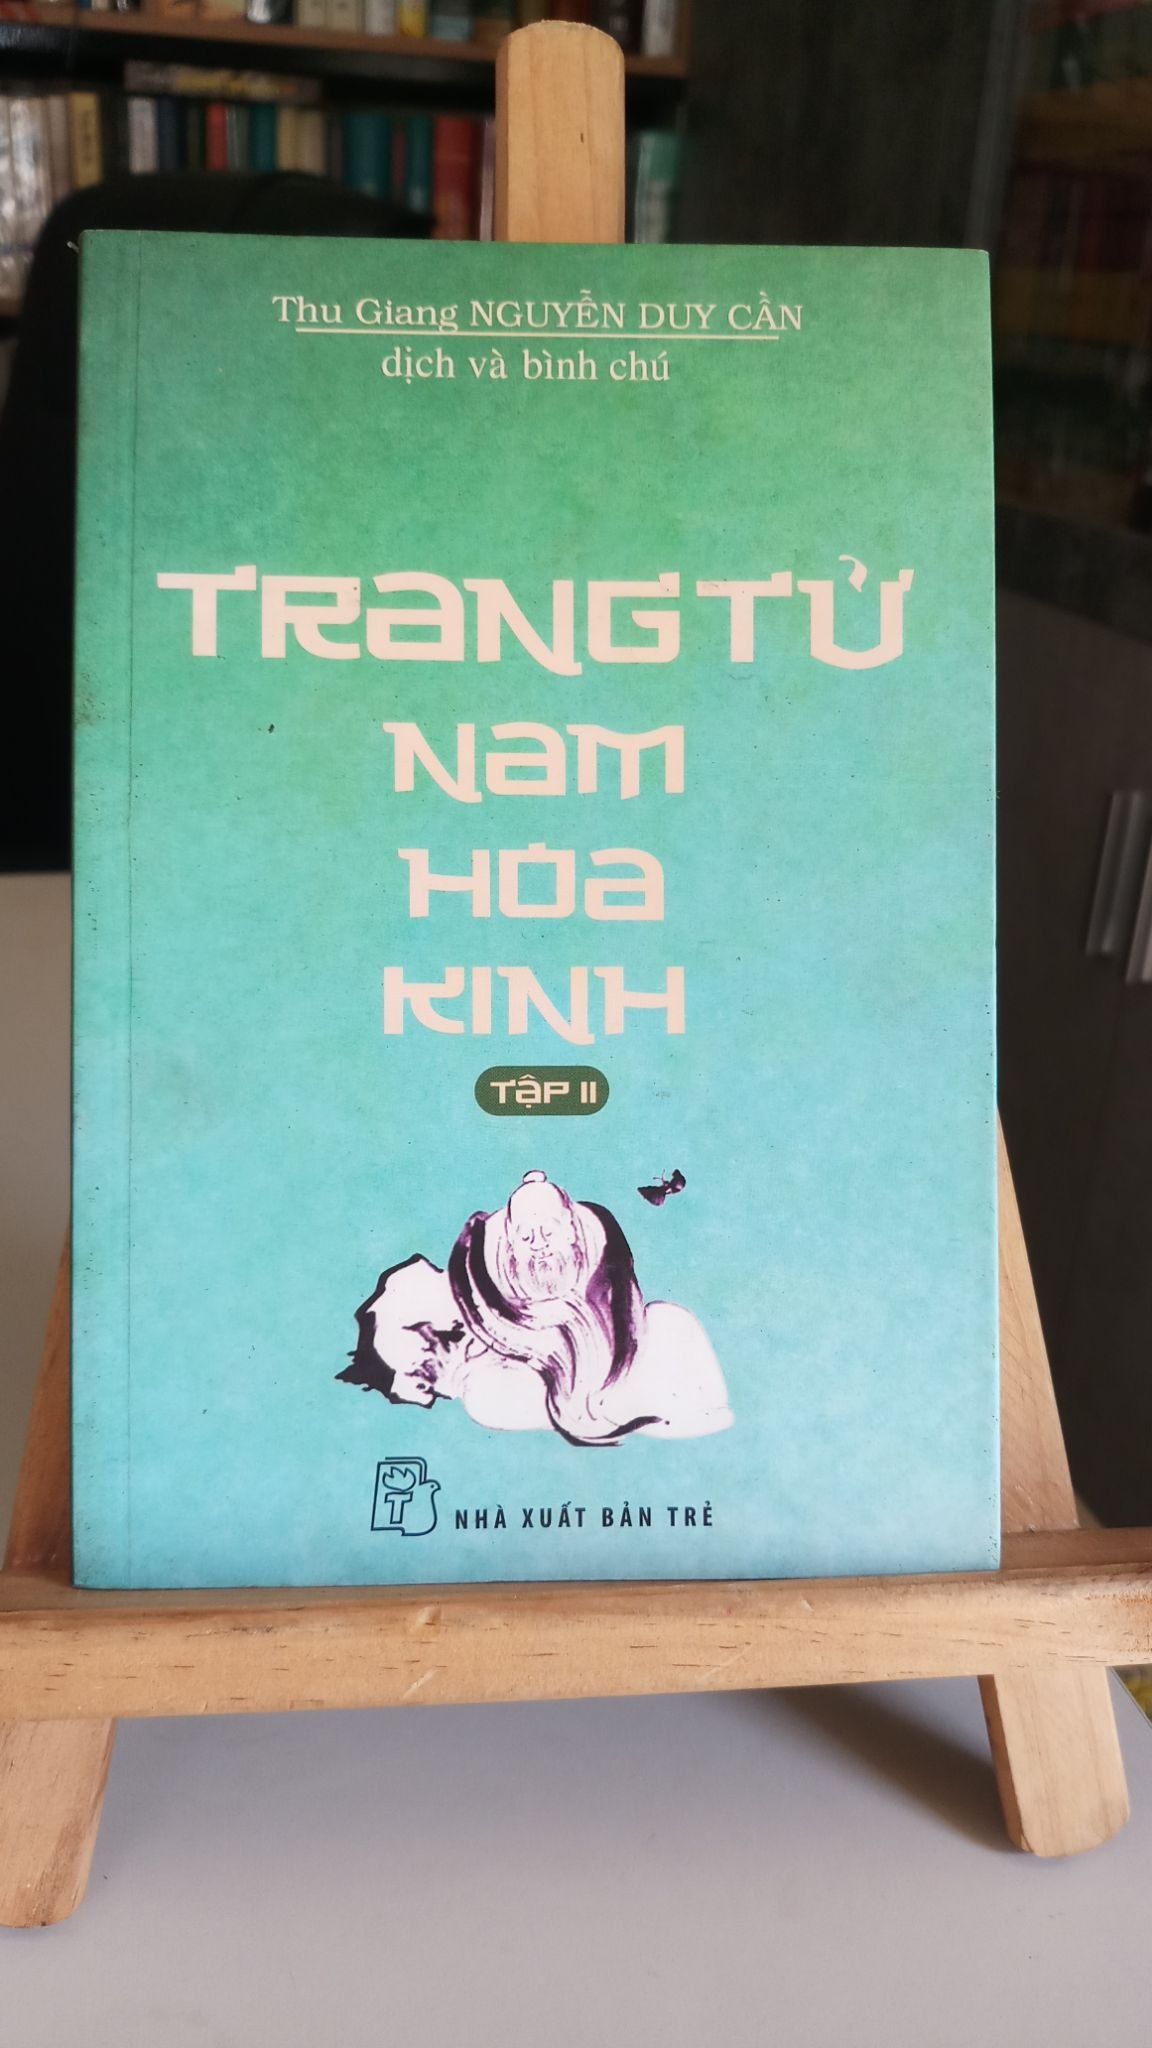 Thu Giang NGUYỄN DUY CẦN
dịch và bình chú
TRANG TỬ
NAM
HÓA
KINH
TẬP II
T
NHÀ XUẤT BẢN TRẺ